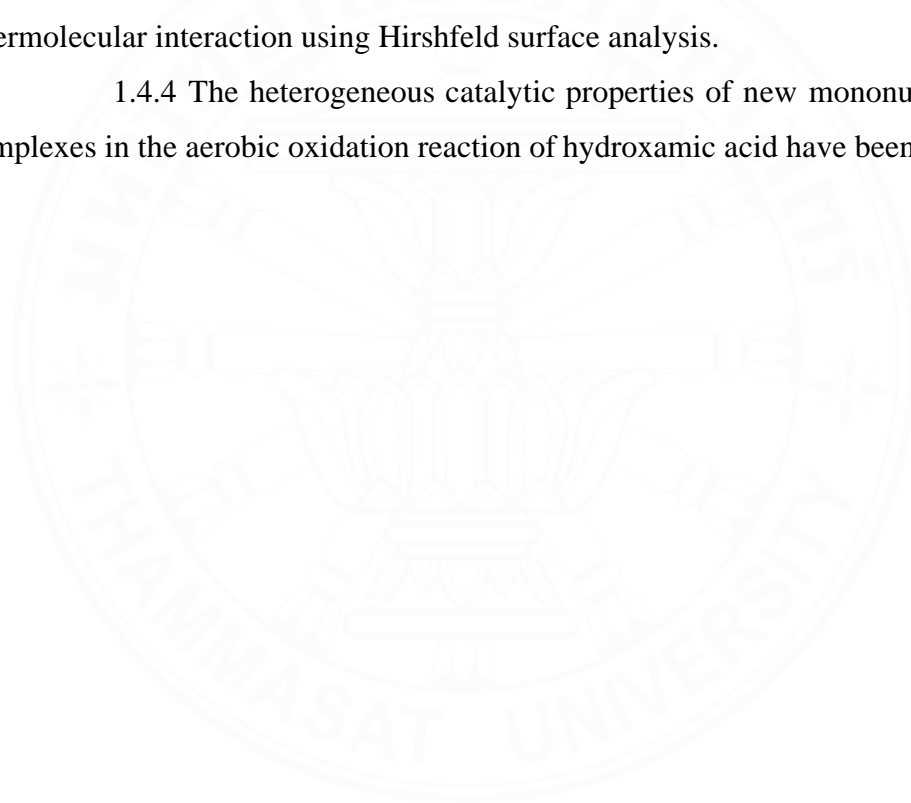 ermolecular interaction using Hirshfeld surface analysis.
1.4.4 The heterogeneous catalytic properties of new mononu
mplexes in the aerobic oxidation reaction of hydroxamic acid have been
THAMMASAT UNIVERSITY